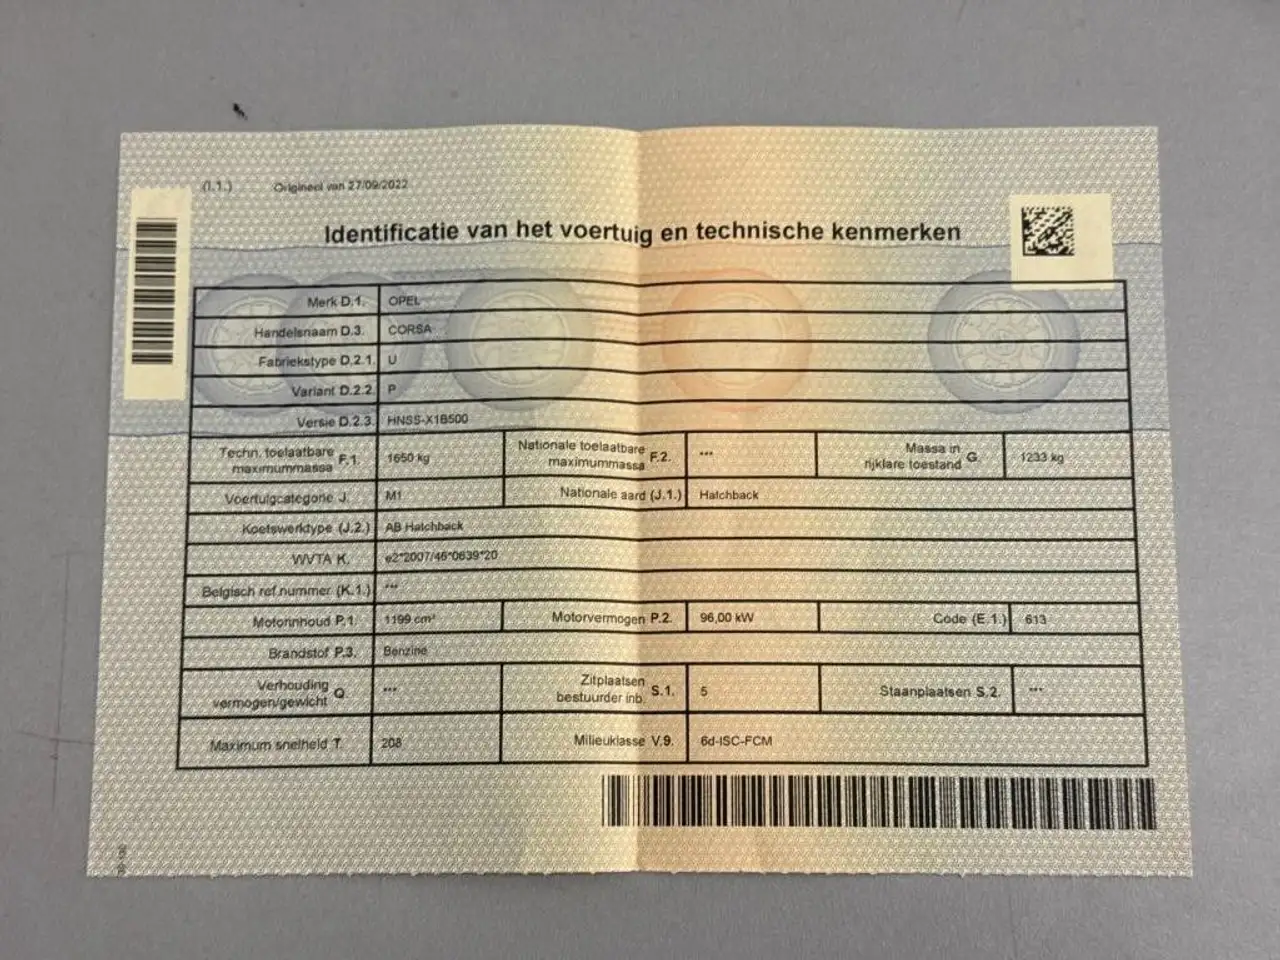 (I.1.) Origineel van 27/09/2022
Identificatie van het voertuig en technische kenmerken
Merk D.1. OPEL
Handelsnaam D.3. CORSA
Fabriekstype D.2.1. U
Variant D.2.2. P
Versie D.2.3. HNSS-X1B500
Techn. toelaatbare maximummassa F.1. 1650 kg Nationale toelaatbare maximummassa F.2. *** Massa in rijklare toestand G. 1233 kg
Voertuigcategorie J. M1 Nationale aard (J.1.) Hatchback
Koetswerktype (J.2.) AB Hatchback
WVTA K. e2*2007/46*0639*20
Belgisch ref.nummer (K.1.) ***
Motorinhoud P.1. 1199 cm³ Motorvermogen P.2. 96,00 kW Code (E.1.) 613
Brandstof P.3. Benzine
Verhouding vermogen/gewicht Q. *** Zitplaatsen bestuurder inb. S.1. 5 Staanplaatsen S.2. ***
Maximum snelheid T. 208 Milieuklasse V.9. 6d-ISC-FCM